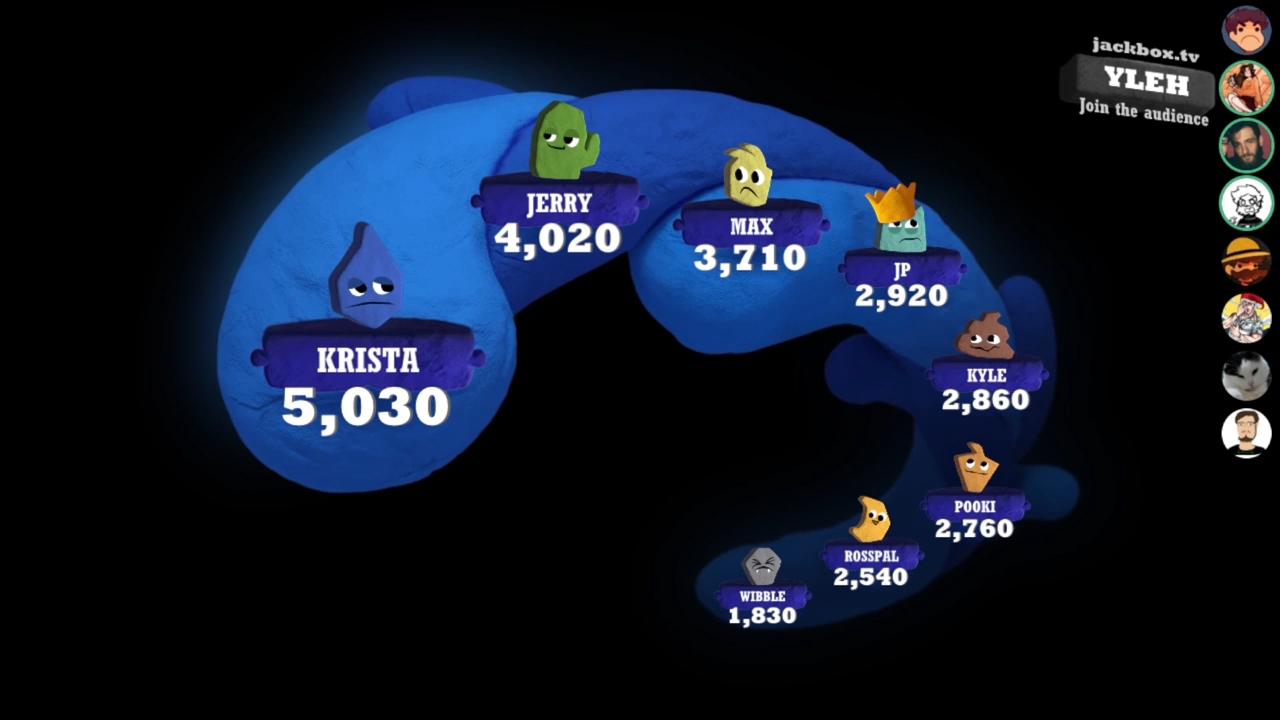 jackbox.tv
YLEH
Join the audience
JERRY
4,020
MAX
3,710
JP
2,920
KRISTA
5,030
KYLE
2,860
POOKI
2,760
ROSSPAL
2,540
WIBBLE
1,830